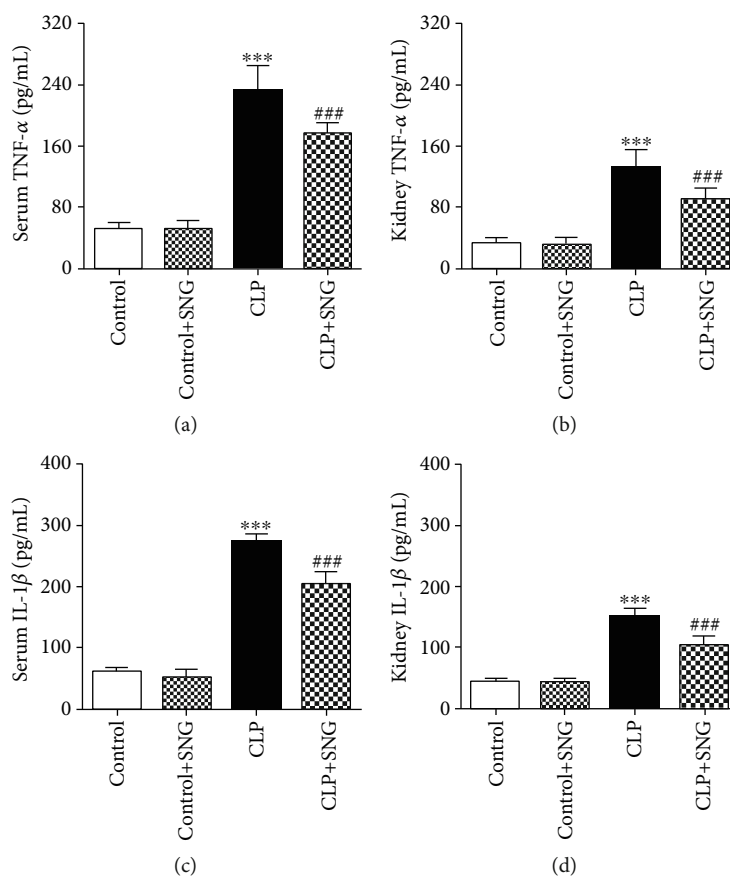 Serum TNF-α (pg/mL)
320
240
160
80
0
***
###
Control
Control+SNG
CLP
CLP+SNG
(a)
Kidney TNF-α (pg/mL)
320
240
160
80
0
***
###
Control
Control+SNG
CLP
CLP+SNG
(b)
Serum IL-1β (pg/mL)
400
300
200
100
0
***
###
Control
Control+SNG
CLP
CLP+SNG
(c)
Kidney IL-1β (pg/mL)
400
300
200
100
0
***
###
Control
Control+SNG
CLP
CLP+SNG
(d)